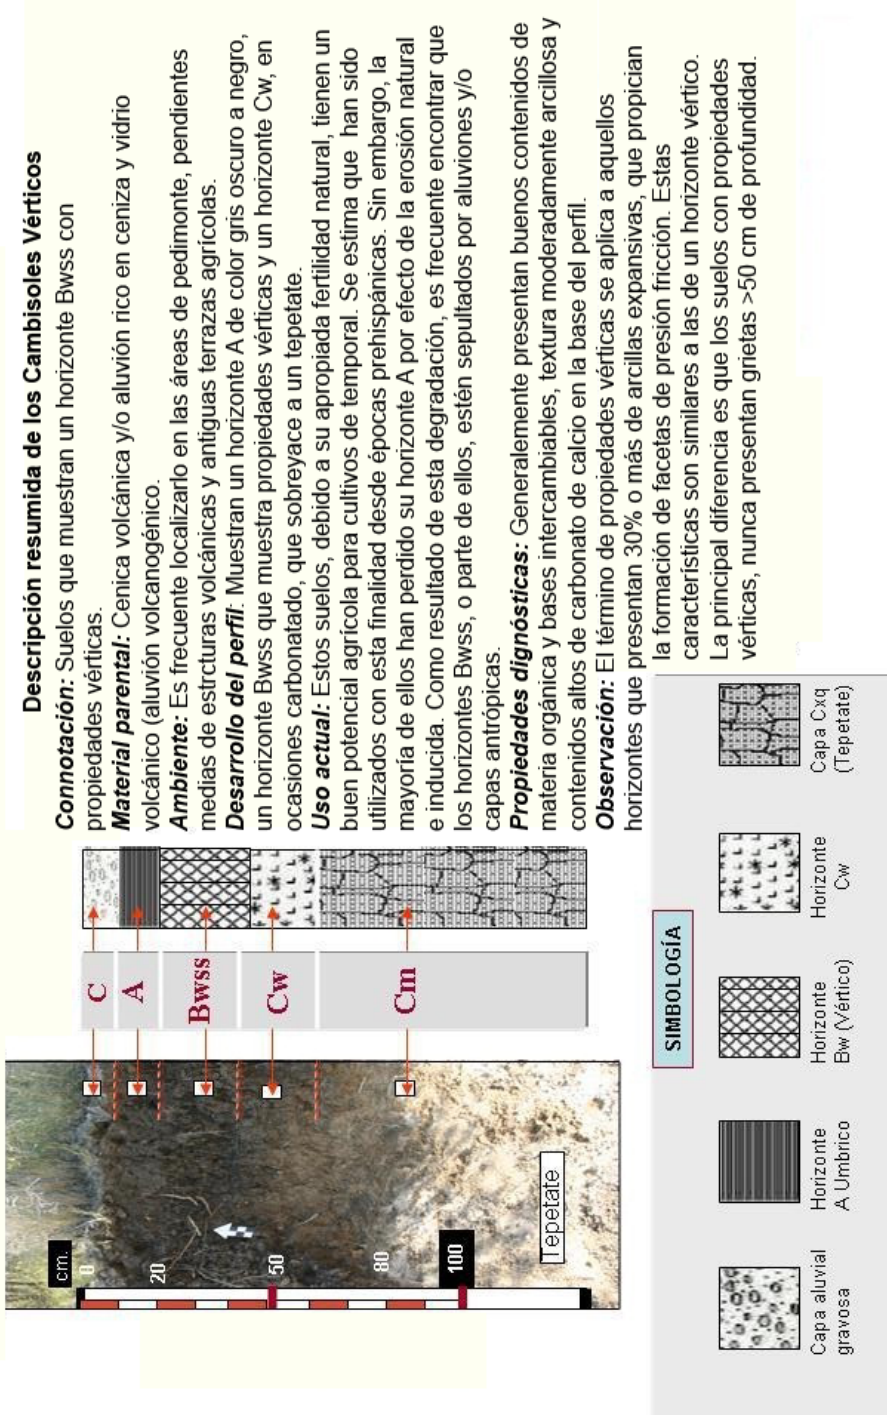 Descripción resumida de los Cambisoles Vérticos
Connotación: Suelos que muestran un horizonte Bwss con
propiedades vérticas.
Material parental: Cenica volcánica y/o aluvión rico en ceniza y vidrio
volcánico (aluvión volcanogénico.
Ambiente: Es frecuente localizarlo en las áreas de pedimonte, pendientes
medias de estrcturas volcánicas y antiguas terrazas agrícolas.
Desarrollo del perfil: Muestran un horizonte A de color gris oscuro a negro,
un horizonte Bwss que muestra propiedades vérticas y un horizonte Cw, en
ocasiones carbonatado, que sobreyace a un tepetate.
Uso actual: Estos suelos, debido a su apropiada fertilidad natural, tienen un
buen potencial agrícola para cultivos de temporal. Se estima que han sido
utilizados con esta finalidad desde épocas prehispánicas. Sin embargo, la
mayoría de ellos han perdido su horizonte A por efecto de la erosión natural
e inducida. Como resultado de esta degradación, es frecuente encontrar que
los horizontes Bwss, o parte de ellos, estén sepultados por aluviones y/o
capas antrópicas.
Propiedades dignósticas: Generalemente presentan buenos contenidos de
materia orgánica y bases intercambiables, textura moderadamente arcillosa y
contenidos altos de carbonato de calcio en la base del perfil.
Observación: El término de propiedades vérticas se aplica a aquellos
horizontes que presentan 30% o más de arcillas expansivas, que propician
la formación de facetas de presión fricción. Estas
características son similares a las de un horizonte vértico.
La principal diferencia es que los suelos con propiedades
vérticas, nunca presentan grietas >50 cm de profundidad.
cm.
0
20
50
80
100
Tepetate
C
A
Bwss
Cw
Cm
SIMBOLOGÍA
Capa aluvial
gravosa
Horizonte
A Umbrico
Horizonte
Bw (Vértico)
Horizonte
Cw
Capa Cxq
(Tepetate)